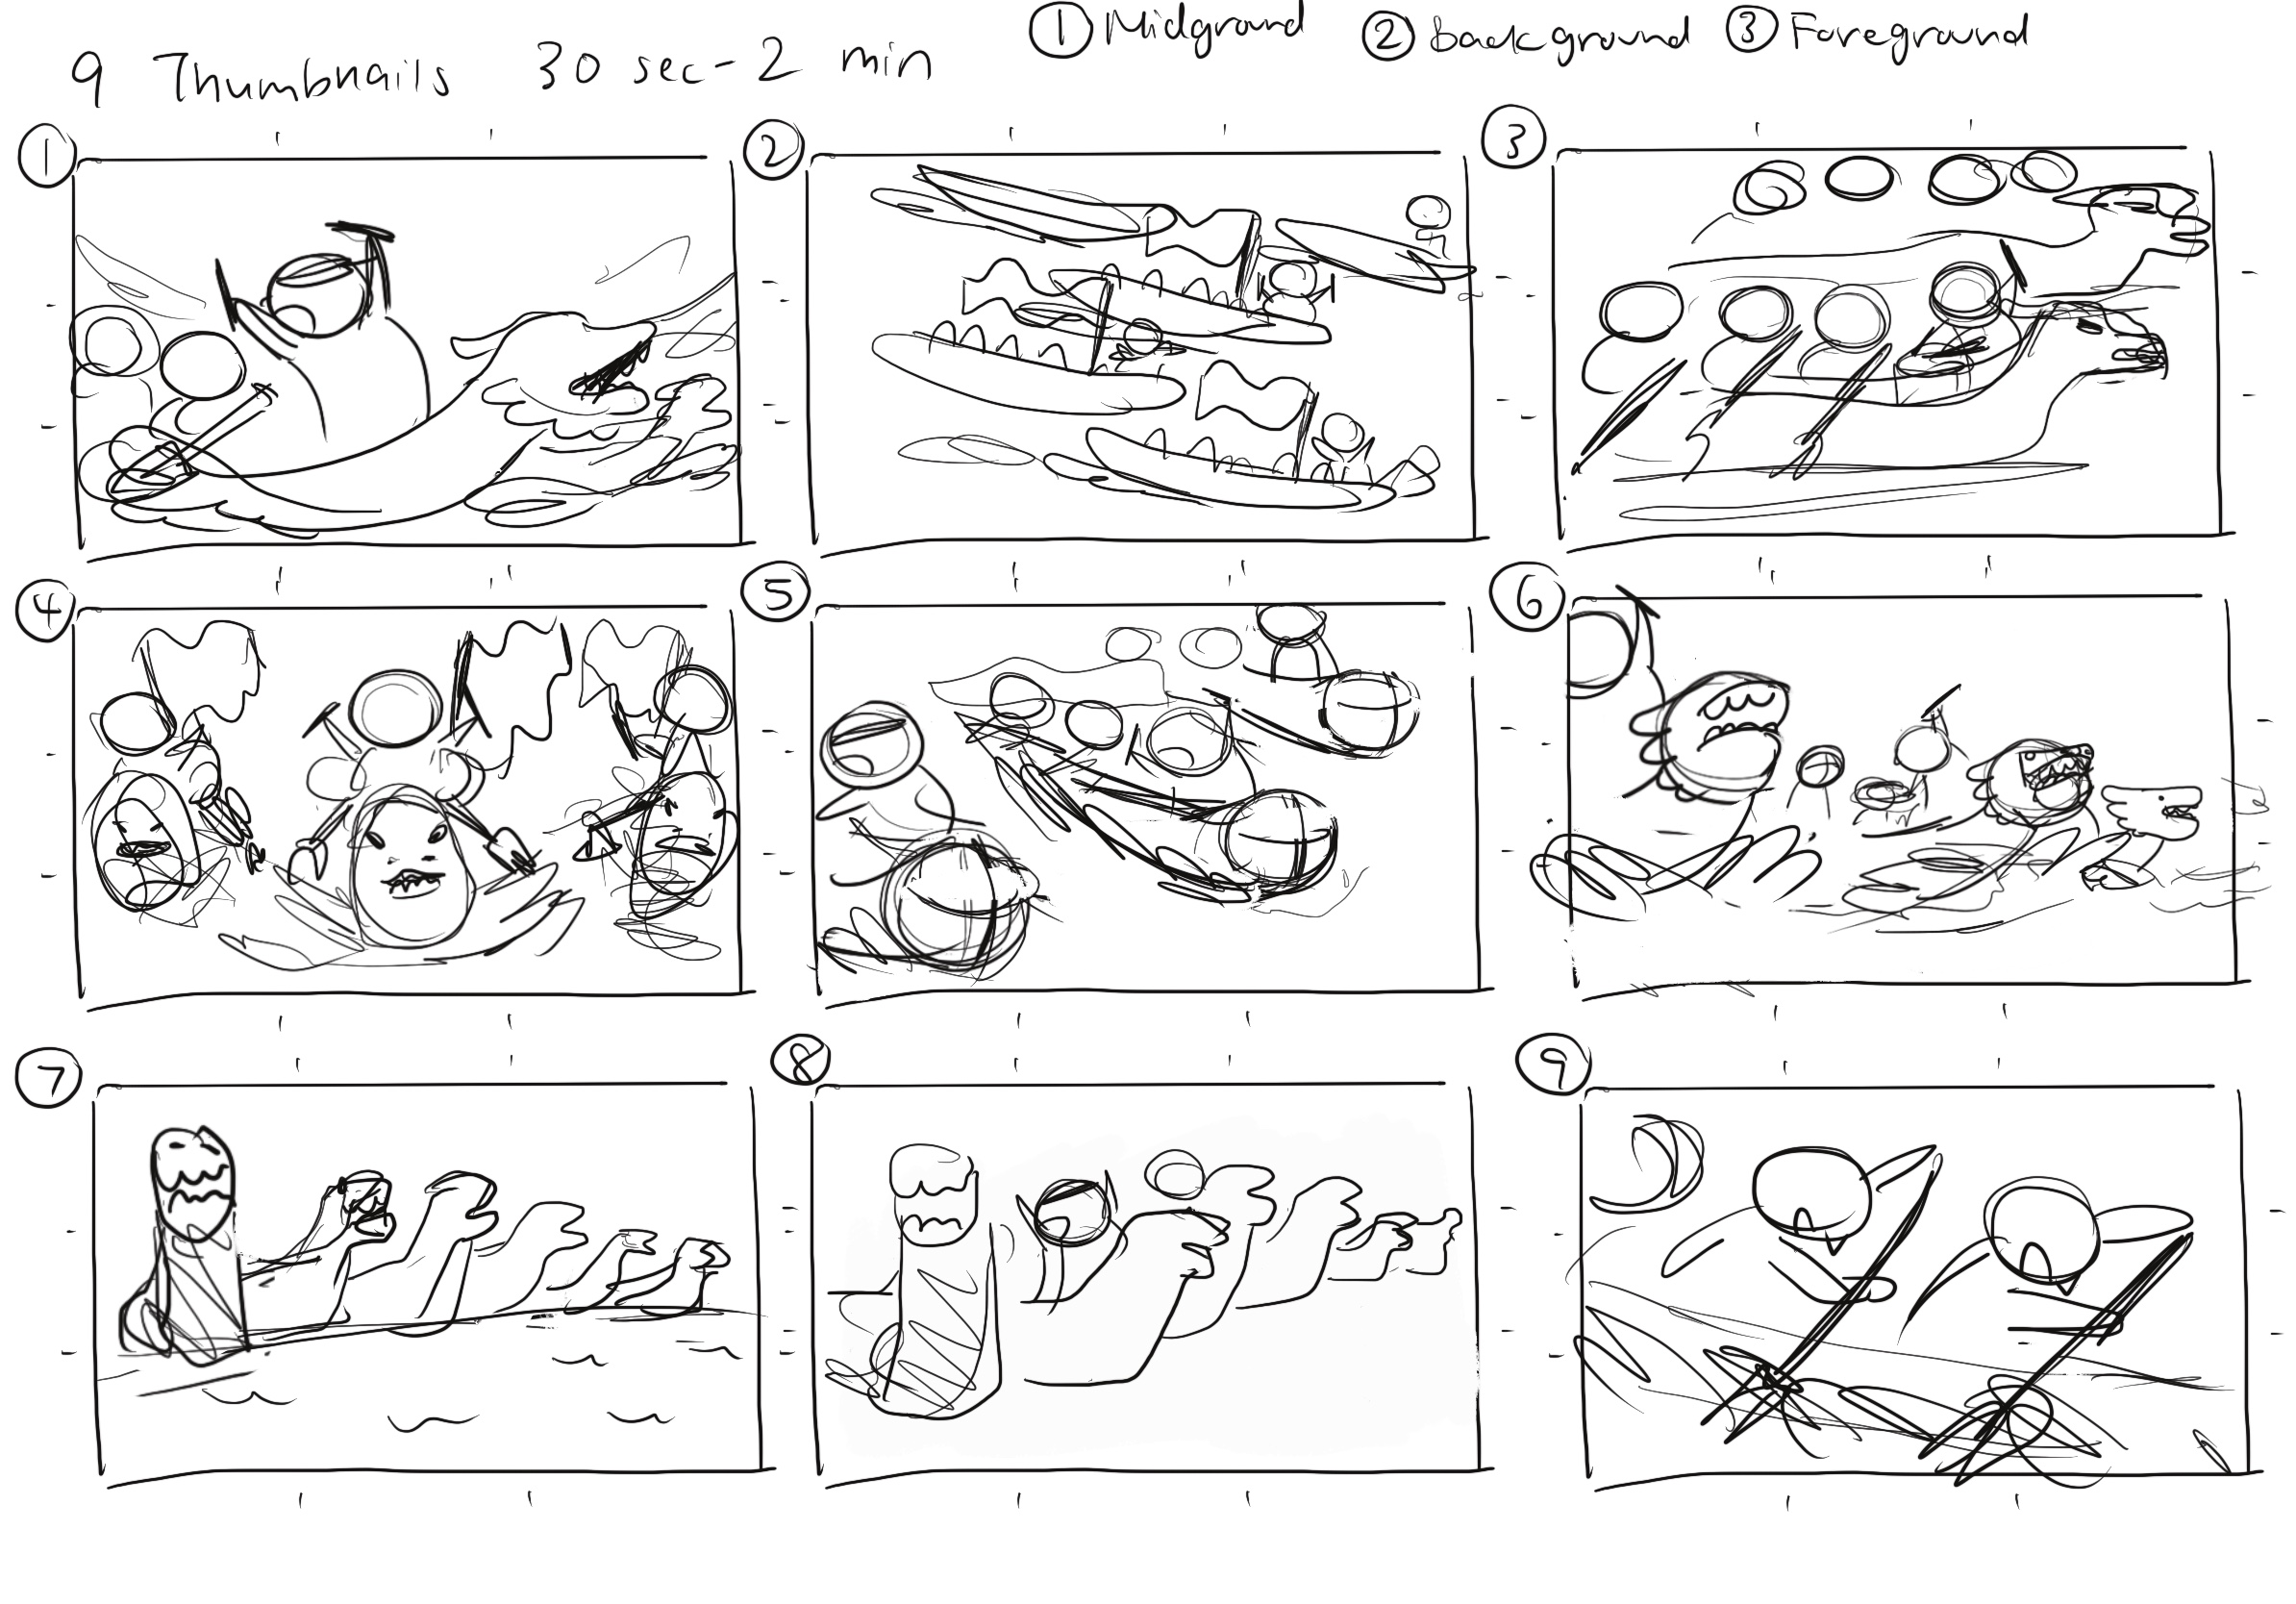 9 Thumbnails 30 sec-2 min
① Midground ② Background ③ Foreground
① ② ③
④ ⑤ ⑥
⑦ ⑧ ⑨